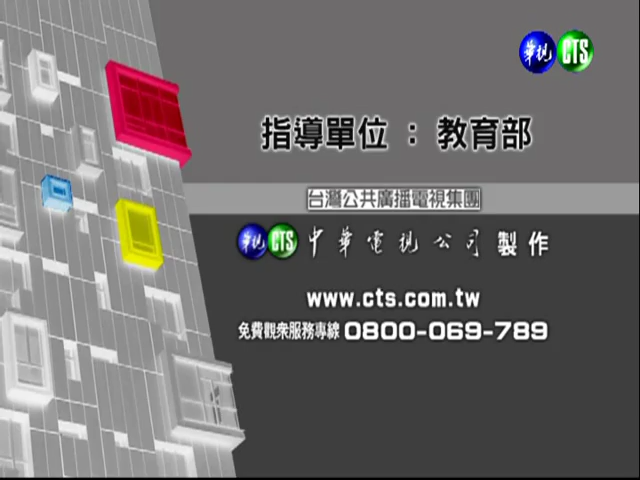 華視 CTS
指導單位 : 教育部
台灣公共廣播電視集團
華視 CTS 中華電視公司 製作
www.cts.com.tw
免費觀眾服務專線 0800-069-789